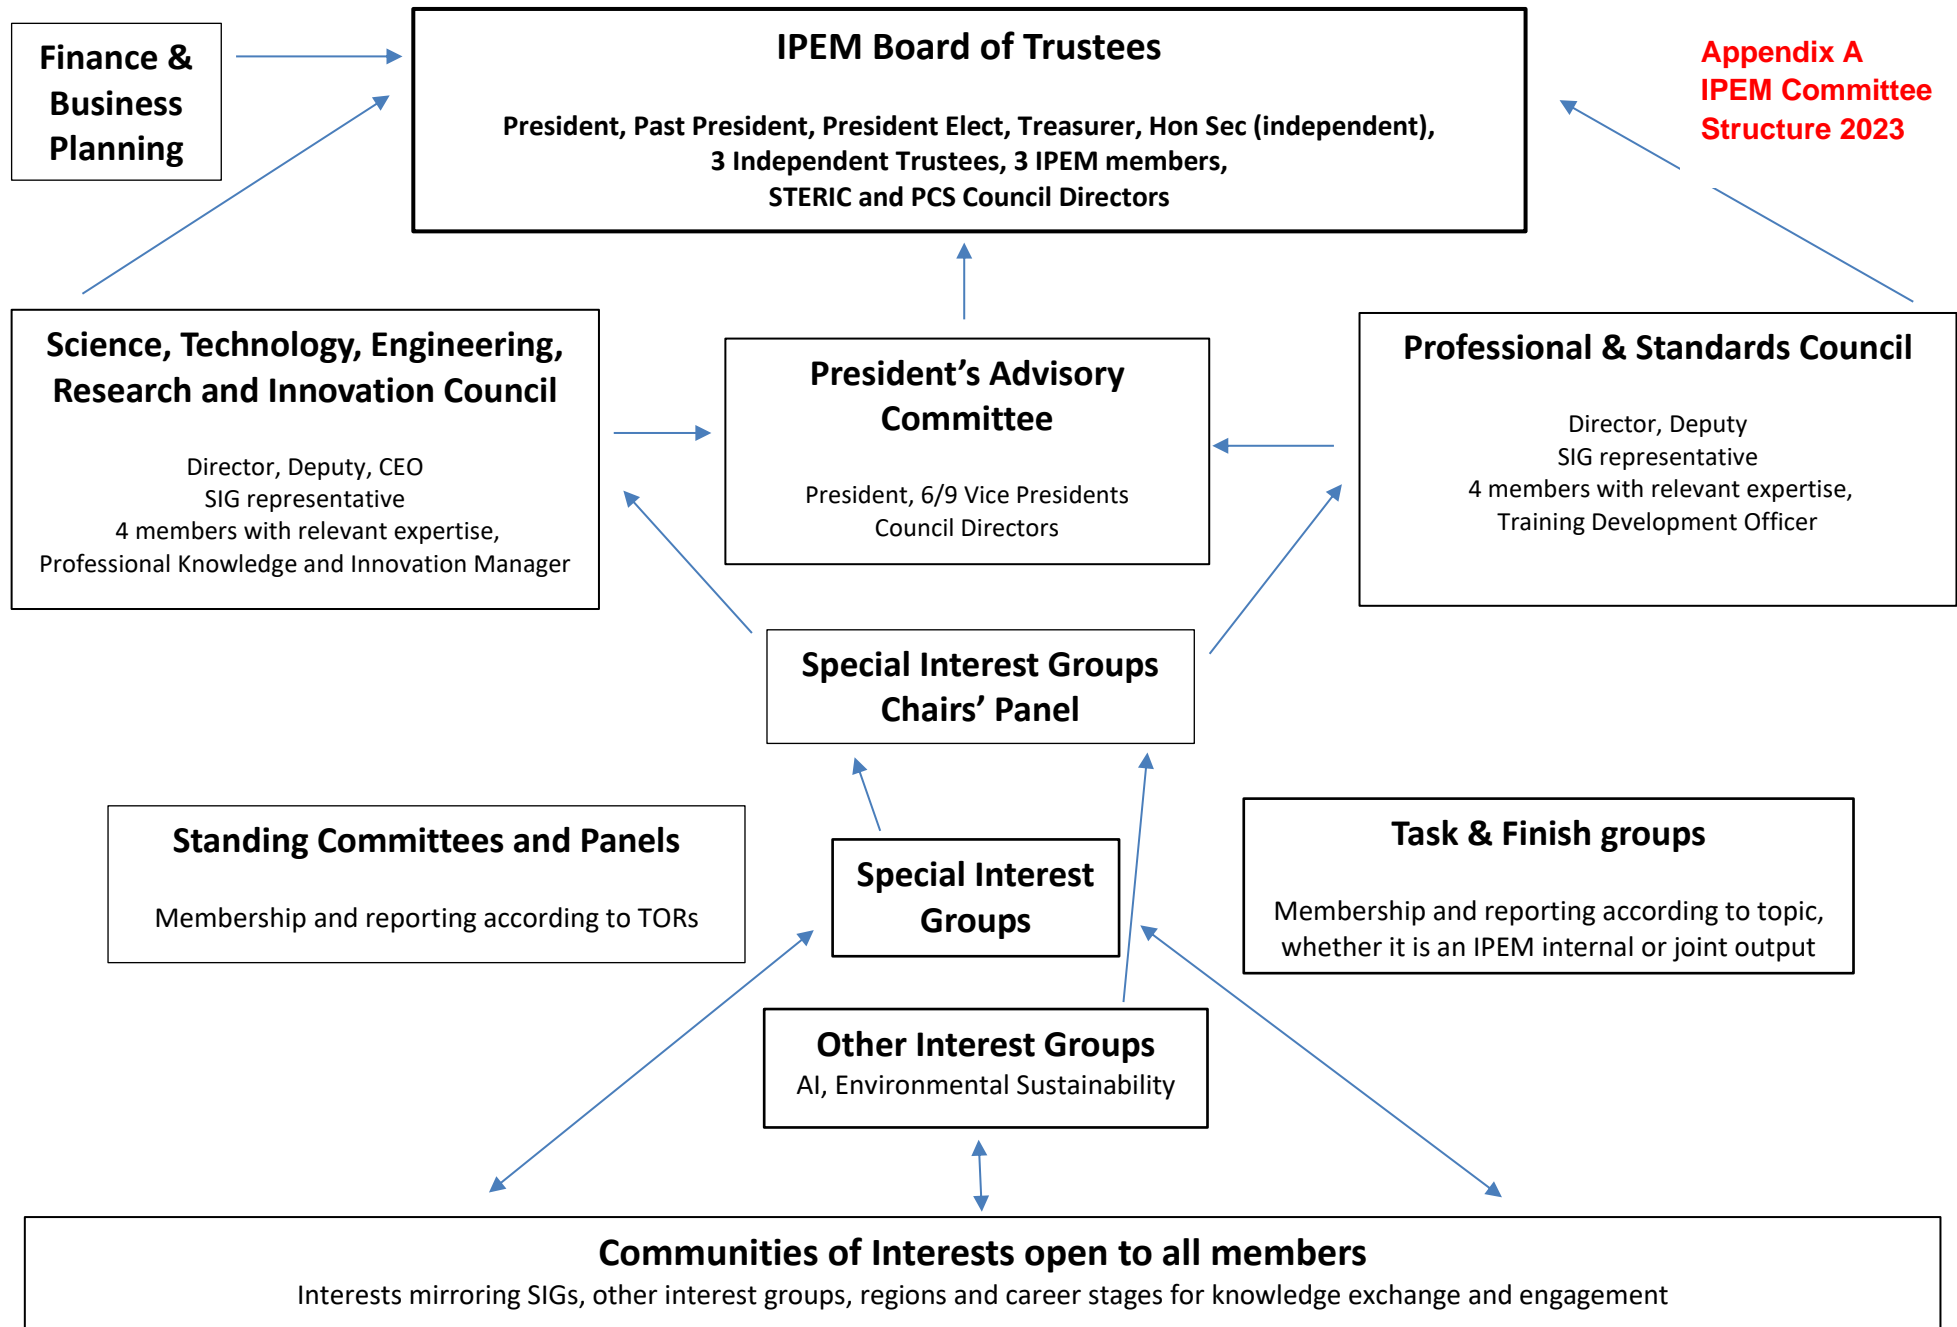 Finance &
Business
Planning
IPEM Board of Trustees
President, Past President, President Elect, Treasurer, Hon Sec (independent),
3 Independent Trustees, 3 IPEM members,
STERIC and PCS Council Directors
Appendix A
IPEM Committee
Structure 2023
Science, Technology, Engineering,
Research and Innovation Council
Director, Deputy, CEO
SIG representative
4 members with relevant expertise,
Professional Knowledge and Innovation Manager
President’s Advisory
Committee
President, 6/9 Vice Presidents
Council Directors
Professional & Standards Council
Director, Deputy
SIG representative
4 members with relevant expertise,
Training Development Officer
Special Interest Groups
Chairs’ Panel
Standing Committees and Panels
Membership and reporting according to TORs
Special Interest
Groups
Task & Finish groups
Membership and reporting according to topic,
whether it is an IPEM internal or joint output
Other Interest Groups
AI, Environmental Sustainability
Communities of Interests open to all members
Interests mirroring SIGs, other interest groups, regions and career stages for knowledge exchange and engagement